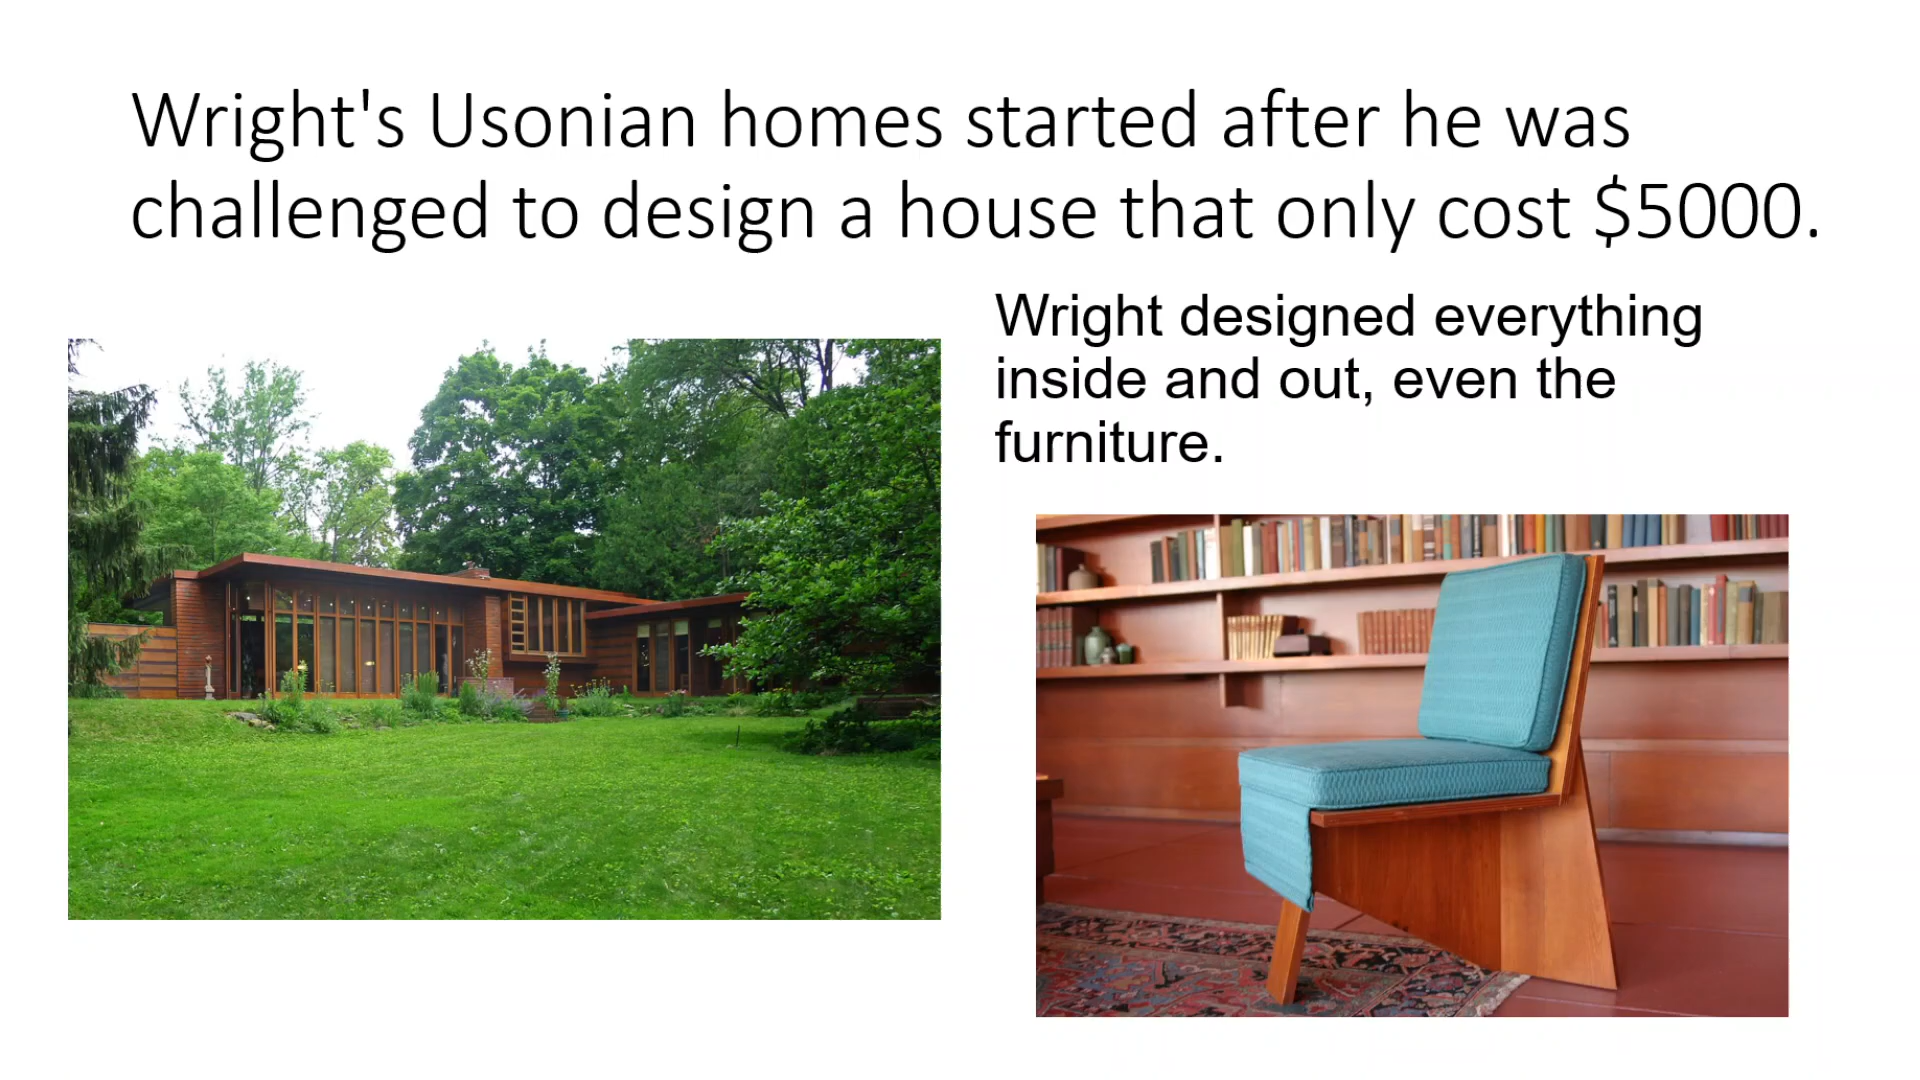 Wright's Usonian homes started after he was
challenged to design a house that only cost $5000.
Wright designed everything
inside and out, even the
furniture.